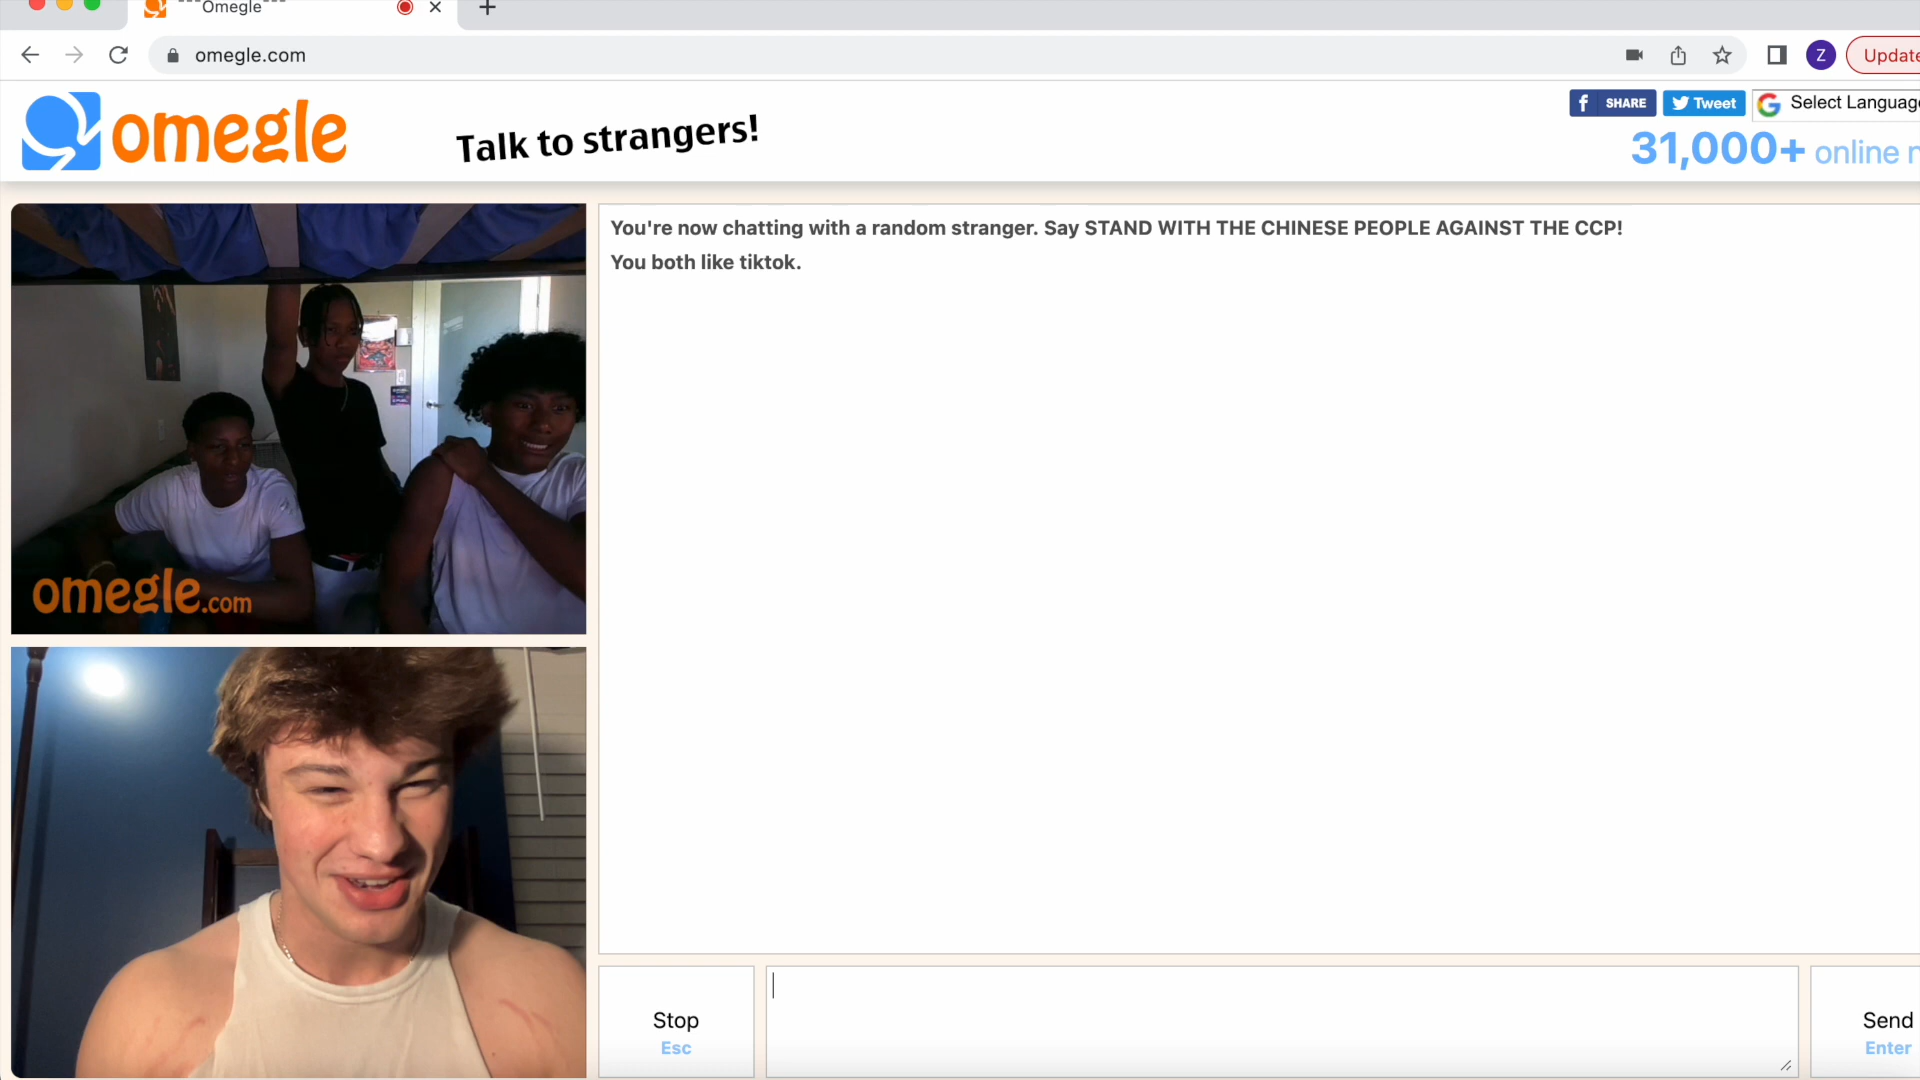 Omegle
omegle.com
Z
Update
omegle
Talk to strangers!
f SHARE
Tweet
G Select Languag
31,000+ online n
You're now chatting with a random stranger. Say STAND WITH THE CHINESE PEOPLE AGAINST THE CCP!
You both like tiktok.
omegle.com
Stop
Esc
Send
Enter